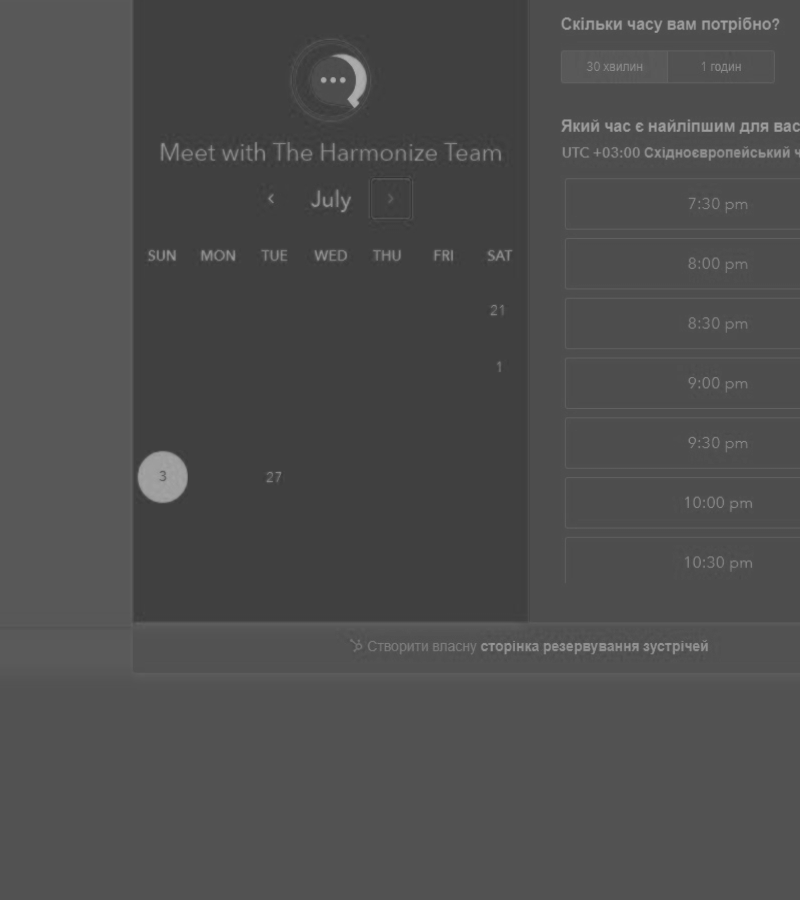 Meet with The Harmonize Team
July
SUN MON TUE WED THU FRI SAT
21
1
3 27
Скільки часу вам потрібно?
30 хвилин 1 годин
Який час є найліпшим для вас
UTC +03:00 Східноєвропейський ч
7:30 pm
8:00 pm
8:30 pm
9:00 pm
9:30 pm
10:00 pm
10:30 pm
Створити власну сторінка резервування зустрічей